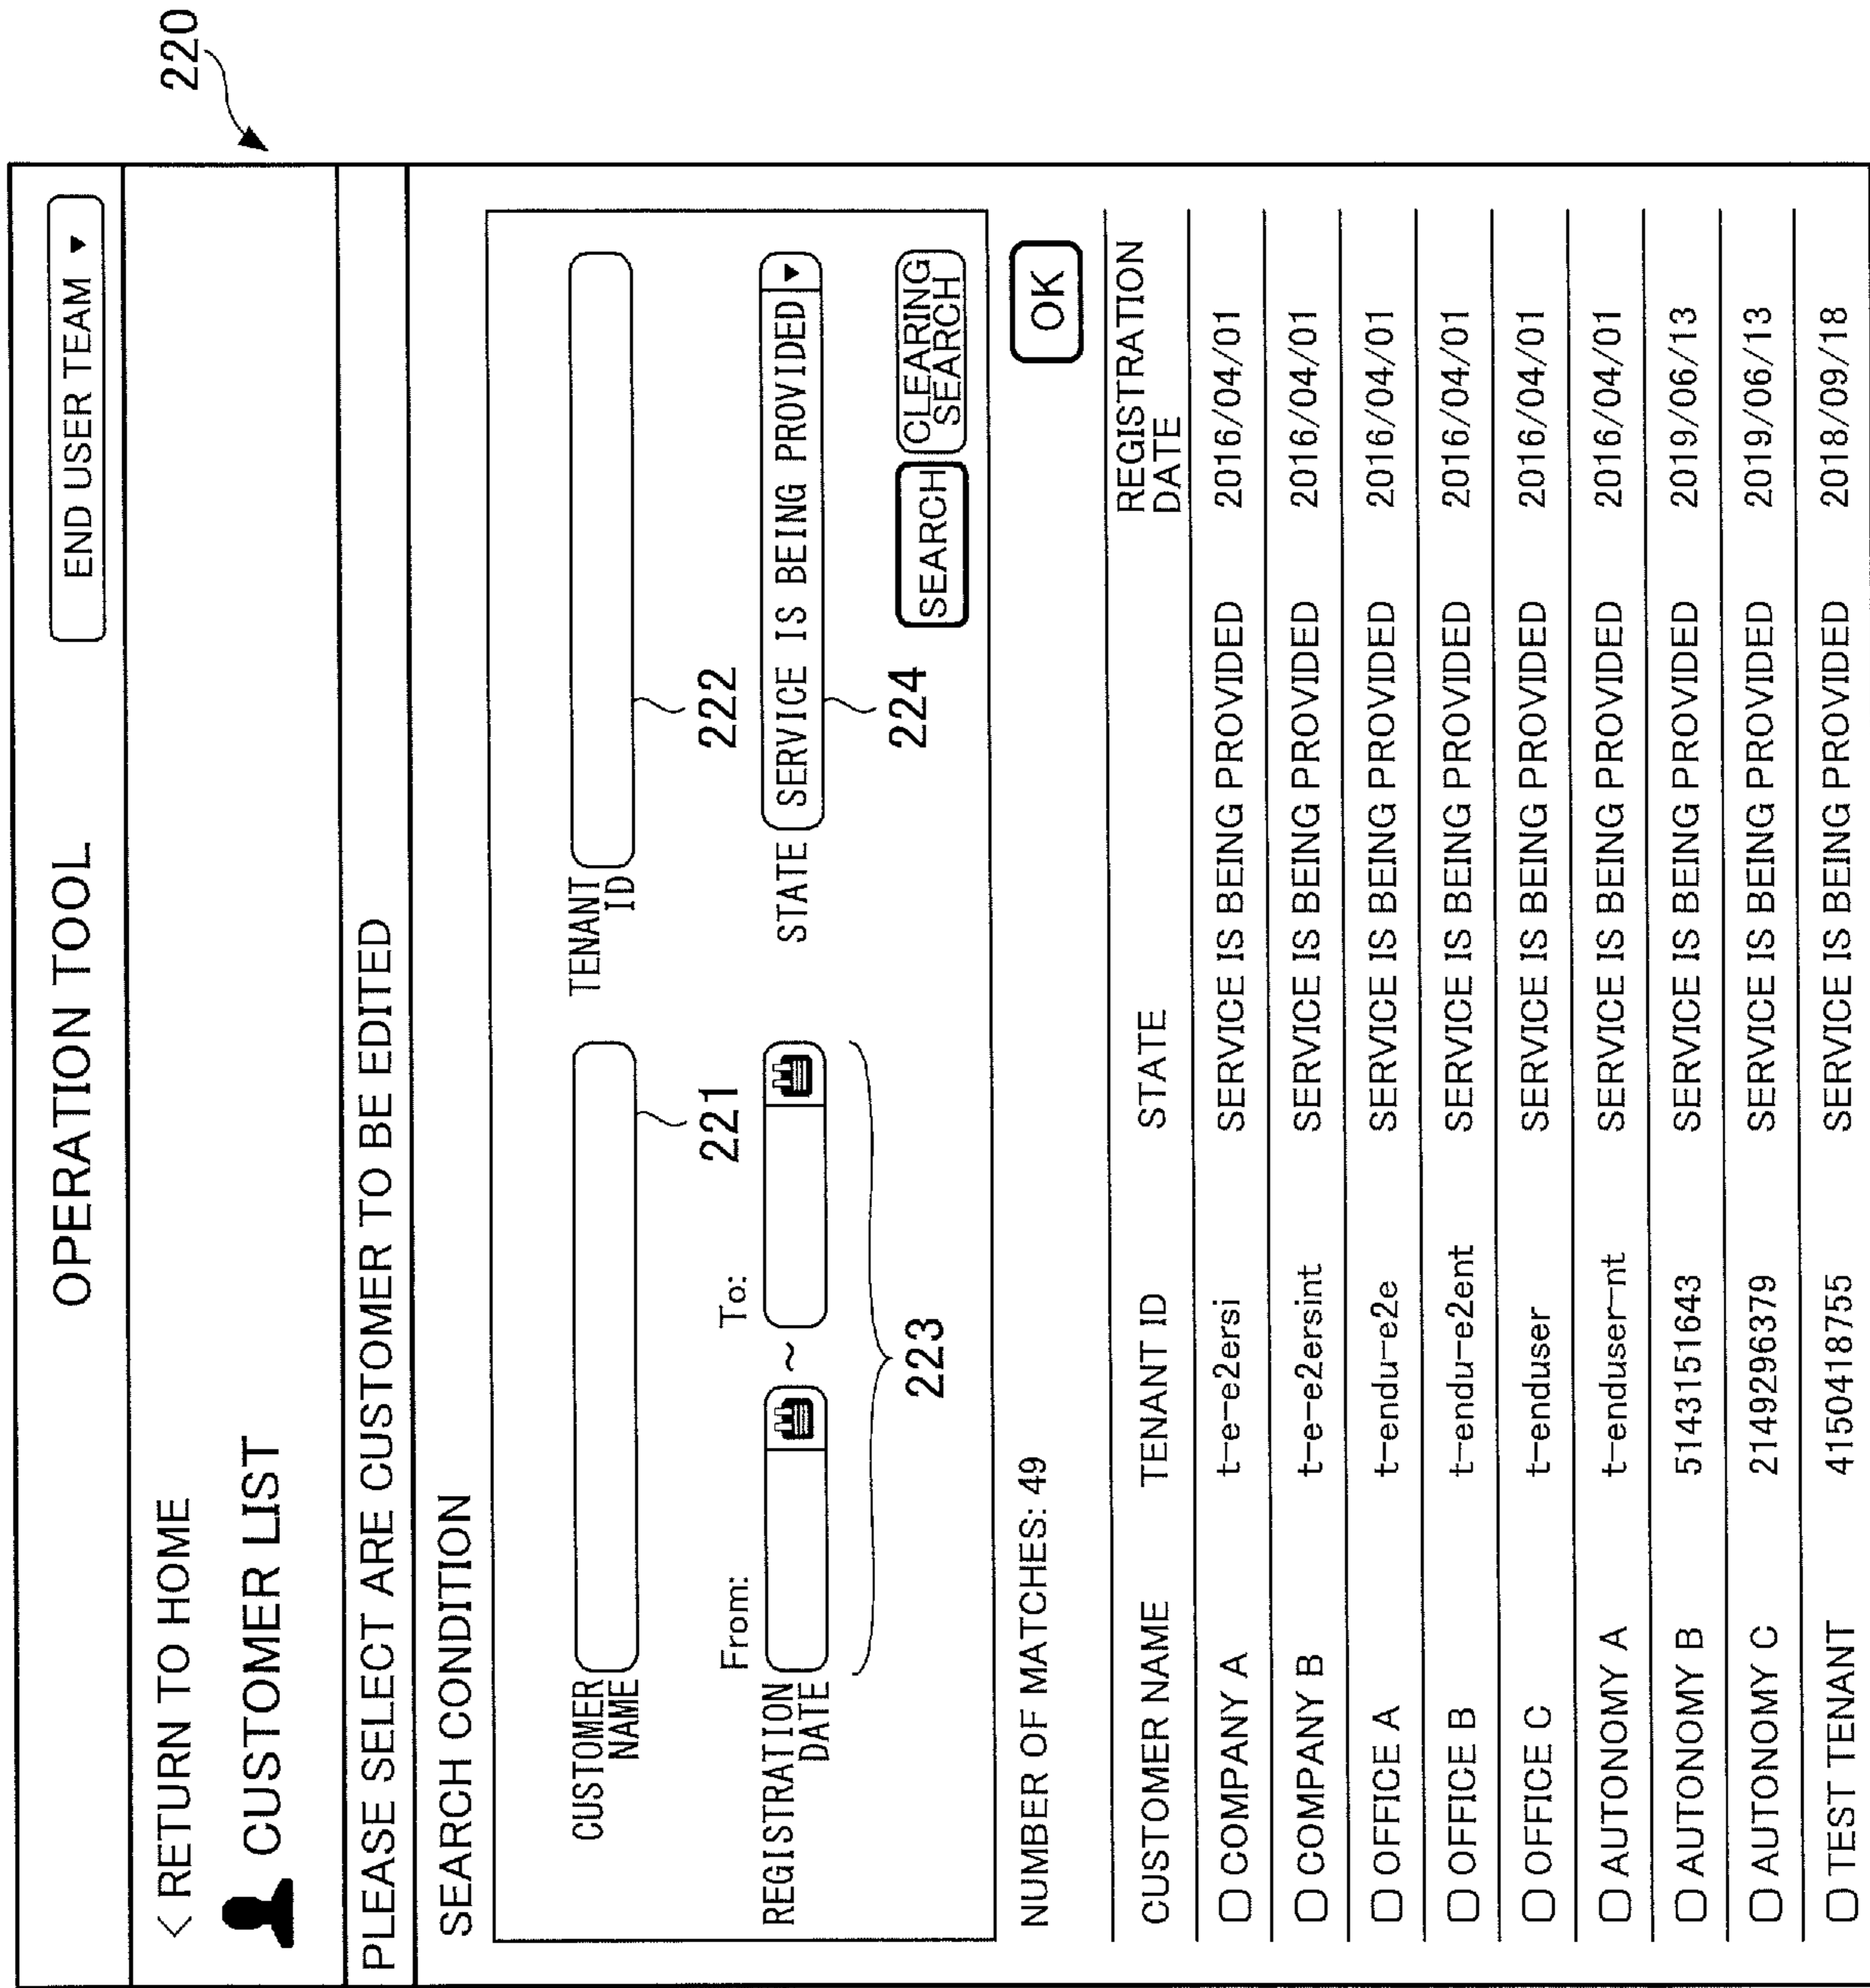 220
OPERATION TOOL
END USER TEAM ▼
< RETURN TO HOME
CUSTOMER LIST
PLEASE SELECT ARE CUSTOMER TO BE EDITED
SEARCH CONDITION
CUSTOMER NAME
221
TENANT ID
222
REGISTRATION DATE
From:
~
To:
223
STATE
SERVICE IS BEING PROVIDED ▼
224
SEARCH
CLEARING SEARCH
NUMBER OF MATCHES: 49
OK
CUSTOMER NAME TENANT ID STATE REGISTRATION DATE
COMPANY A t-e-e2ersi SERVICE IS BEING PROVIDED 2016/04/01
COMPANY B t-e-e2ersint SERVICE IS BEING PROVIDED 2016/04/01
OFFICE A t-endu-e2e SERVICE IS BEING PROVIDED 2016/04/01
OFFICE B t-endu-e2ent SERVICE IS BEING PROVIDED 2016/04/01
OFFICE C t-enduser SERVICE IS BEING PROVIDED 2016/04/01
AUTONOMY A t-enduser-nt SERVICE IS BEING PROVIDED 2016/04/01
AUTONOMY B 5143151643 SERVICE IS BEING PROVIDED 2019/06/13
AUTONOMY C 2149296379 SERVICE IS BEING PROVIDED 2019/06/13
TEST TENANT 4150418755 SERVICE IS BEING PROVIDED 2018/09/18